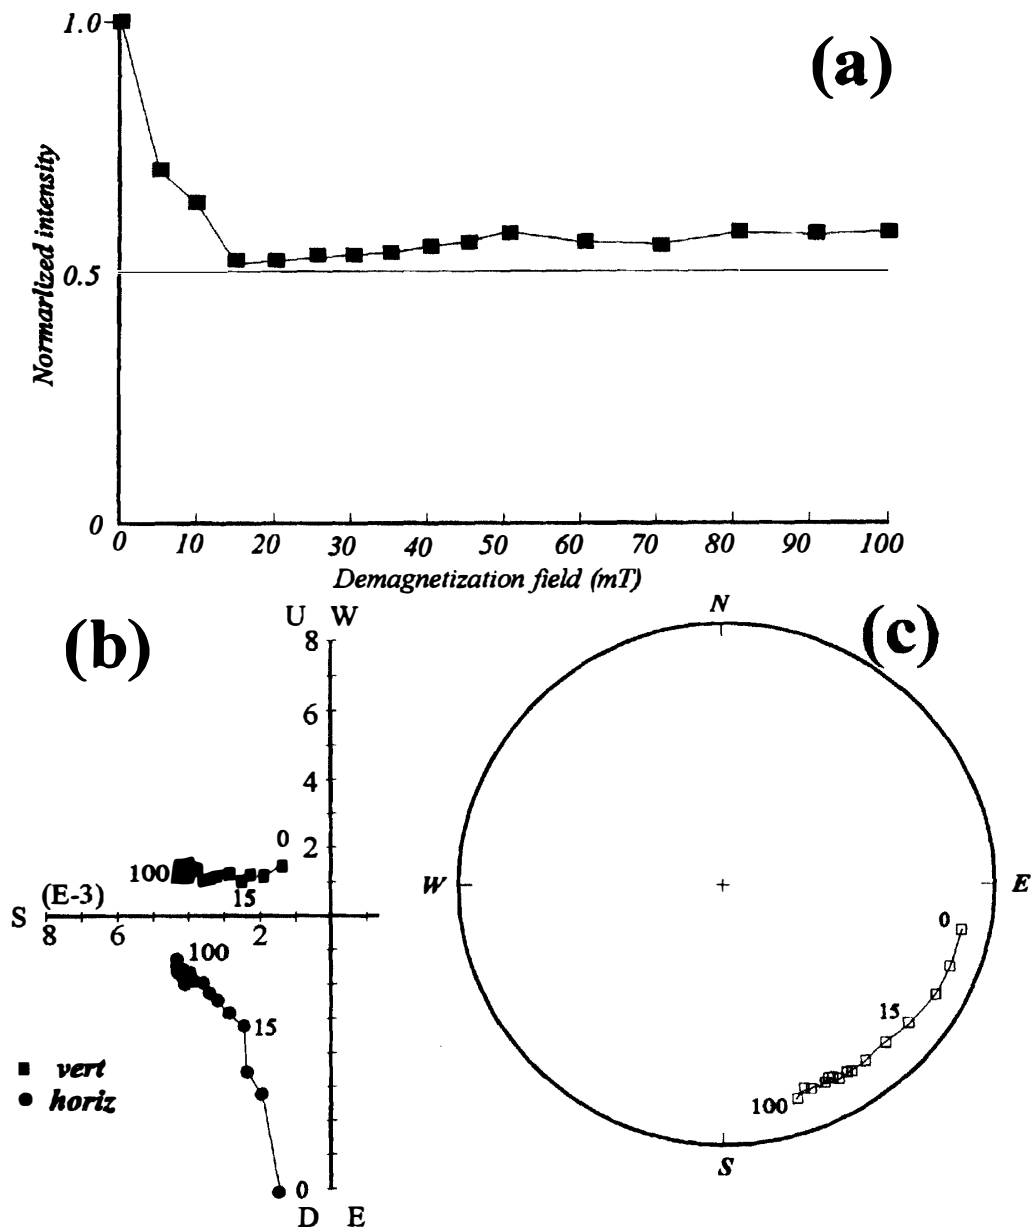 1.0
(a)
Normarlized intensity
0.5
0
0 10 20 30 40 50 60 70 80 90 100
Demagnetization field (mT)
(b)
U W
8
6
4
2
0
100
15
(E-3)
S
8 6 2
100
15
vert
horiz
0
D E
(c)
N
W
E
0
15
100
S